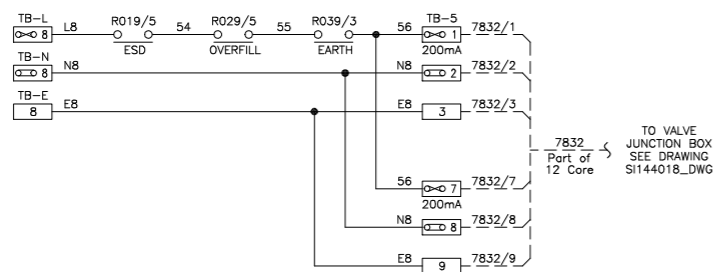 TB-L R019/5 R029/5 R039/3 TB-5
8 L8 54 55 56 1 7832/1
ESD OVERFILL EARTH 200mA
TB-N
8 N8 N8 2 7832/2
TB-E
8 E8 E8 3 7832/3
7832
Part of
12 Core
TO VALVE
JUNCTION BOX
SEE DRAWING
SI144018_DWG
56 7 7832/7
200mA
N8 8 7832/8
E8 9 7832/9